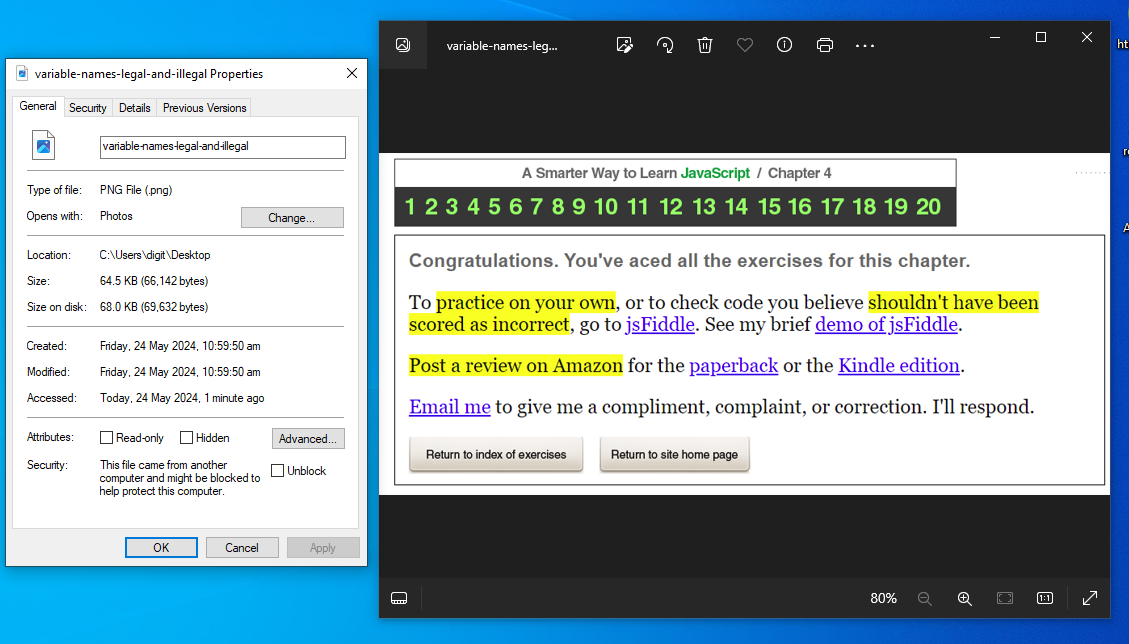 variable-names-legal-and-illegal Properties
General Security Details Previous Versions
variable-names-legal-and-illegal
Type of file: PNG File (.png)
Opens with: Photos Change...
Location: C:\Users\digit\Desktop
Size: 64.5 KB (66,142 bytes)
Size on disk: 68.0 KB (69,632 bytes)
Created: Friday, 24 May 2024, 10:59:50 am
Modified: Friday, 24 May 2024, 10:59:50 am
Accessed: Today, 24 May 2024, 1 minute ago
Attributes: Read-only Hidden Advanced...
Security: This file came from another
computer and might be blocked to
help protect this computer.
Unblock
OK Cancel Apply
variable-names-leg...
A Smarter Way to Learn JavaScript / Chapter 4
1 2 3 4 5 6 7 8 9 10 11 12 13 14 15 16 17 18 19 20
Congratulations. You've aced all the exercises for this chapter.
To practice on your own, or to check code you believe shouldn't have been
scored as incorrect, go to jsFiddle. See my brief demo of jsFiddle.
Post a review on Amazon for the paperback or the Kindle edition.
Email me to give me a compliment, complaint, or correction. I'll respond.
Return to index of exercises Return to site home page
80% 1:1
ht